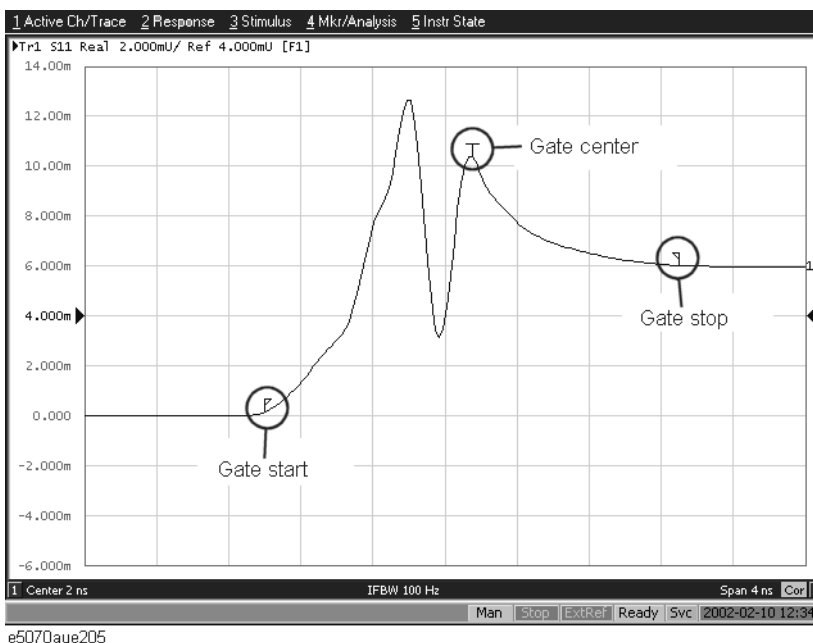 1 Active Ch/Trace 2 Response 3 Stimulus 4 Mkr/Analysis 5 Instr State
Tr1 S11 Real 2.000mU/ Ref 4.000mU [F1]
14.00m
12.00m
10.00m
8.000m
6.000m
4.000m
2.000m
0.000
-2.000m
-4.000m
-6.000m
Gate center
Gate stop
Gate start
1
1 Center 2 ns IFBW 100 Hz Span 4 ns Cor
Man Stop ExtRef Ready Svc 2002-02-10 12:34
e5070aue205